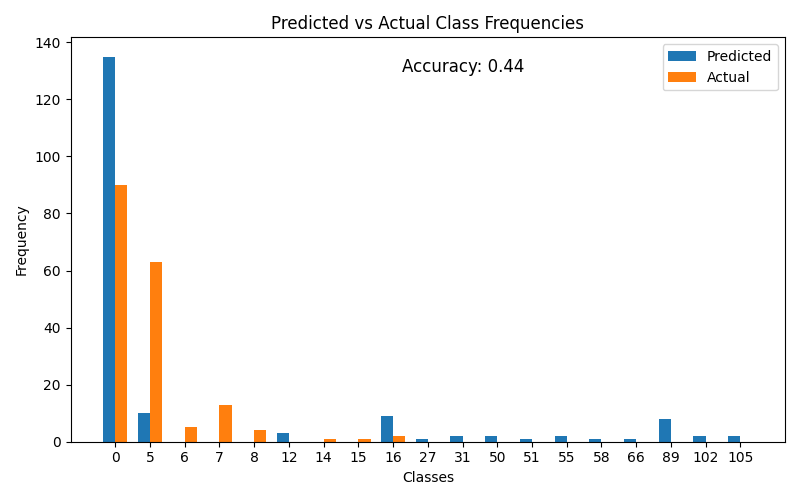 Predicted vs Actual Class Frequencies
Accuracy: 0.44
Predicted
Actual
Frequency
140
120
100
80
60
40
20
0
0 5 6 7 8 12 14 15 16 27 31 50 51 55 58 66 89 102 105
Classes